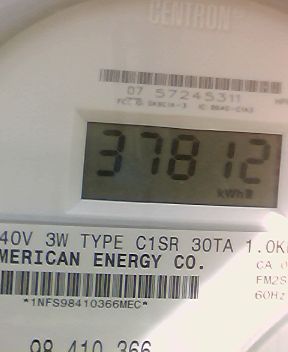 CENTRON
07 57245311
37812
kWh
40V 3W TYPE C1SR 30TA 1.0K
MERICAN ENERGY CO.
CA 0
FM2S
60Hz
*1NFS98410366MEC*
98 410 366